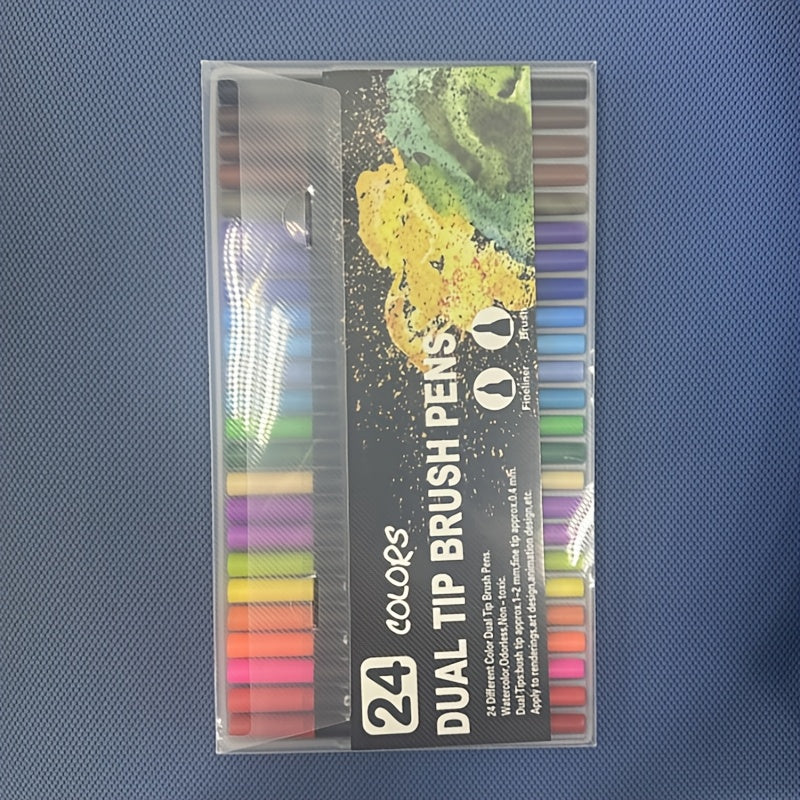 24 COLORS
DUAL TIP BRUSH PENS
Fineliner
Brush
24 Different Color Dual Tip Brush Pens.
Watercolor,Odorless,Non-toxic.
Dual Tips:bush tip approx.1-2 mm,fine tip approx.0.4 mm.
Apply to renderings,art design,animation design,etc.